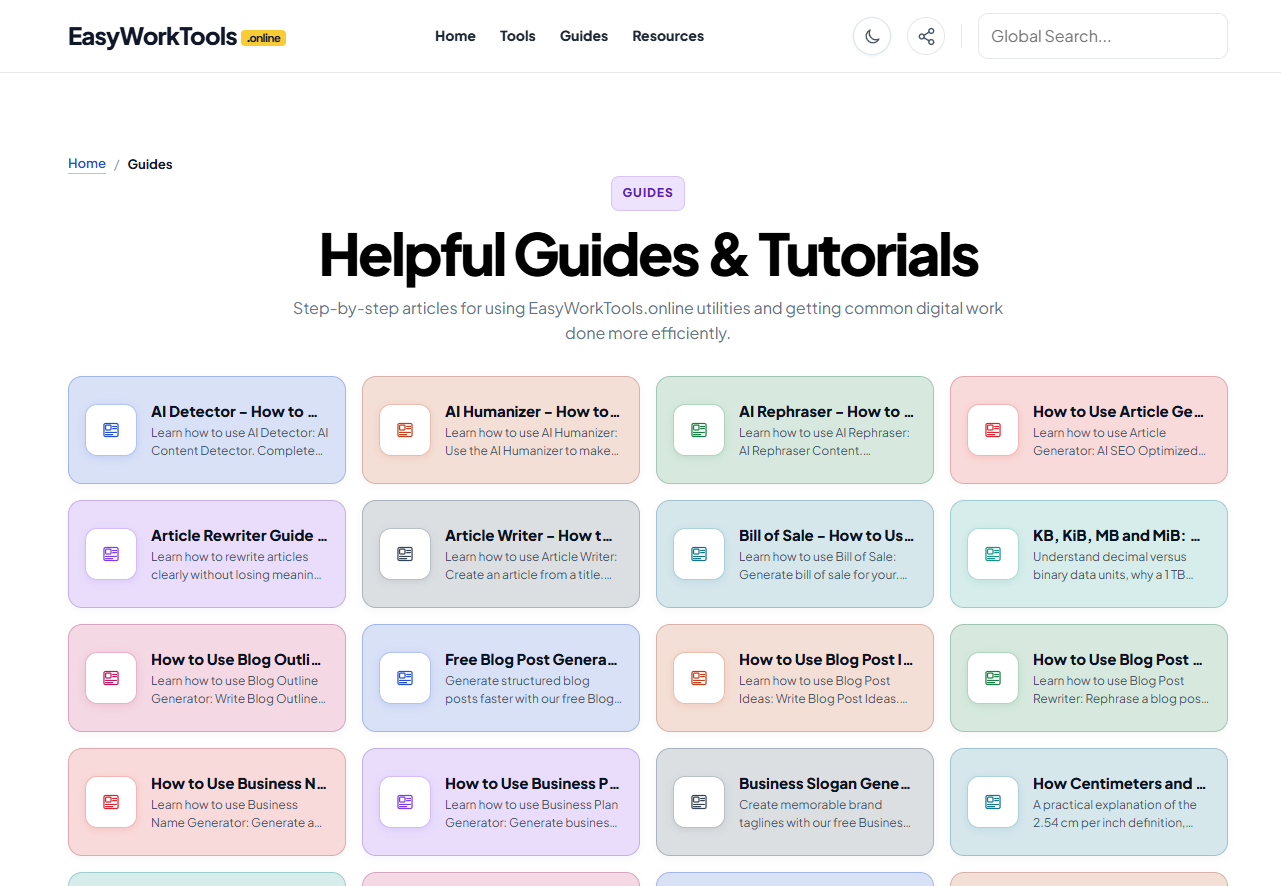 EasyWorkTools .online
Home Tools Guides Resources
Global Search...
Home / Guides
GUIDES
Helpful Guides & Tutorials
Step-by-step articles for using EasyWorkTools.online utilities and getting common digital work
done more efficiently.
AI Detector – How to ...
Learn how to use AI Detector: AI
Content Detector. Complete...
AI Humanizer – How to...
Learn how to use AI Humanizer:
Use the AI Humanizer to make...
AI Rephraser – How to ...
Learn how to use AI Rephraser:
AI Rephraser Content....
How to Use Article Ge...
Learn how to use Article
Generator: AI SEO Optimized...
Article Rewriter Guide ...
Learn how to rewrite articles
clearly without losing meanin...
Article Writer – How t...
Learn how to use Article Writer:
Create an article from a title....
Bill of Sale – How to Us...
Learn how to use Bill of Sale:
Generate bill of sale for your....
KB, KiB, MB and MiB: ...
Understand decimal versus
binary data units, why a 1 TB...
How to Use Blog Outli...
Learn how to use Blog Outline
Generator: Write Blog Outline...
Free Blog Post Genera...
Generate structured blog
posts faster with our free Blog...
How to Use Blog Post I...
Learn how to use Blog Post
Ideas: Write Blog Post Ideas....
How to Use Blog Post ...
Learn how to use Blog Post
Rewriter: Rephrase a blog pos...
How to Use Business N...
Learn how to use Business
Name Generator: Generate a...
How to Use Business P...
Learn how to use Business Plan
Generator: Generate busines...
Business Slogan Gene...
Create memorable brand
taglines with our free Busines...
How Centimeters and ...
A practical explanation of the
2.54 cm per inch definition,...